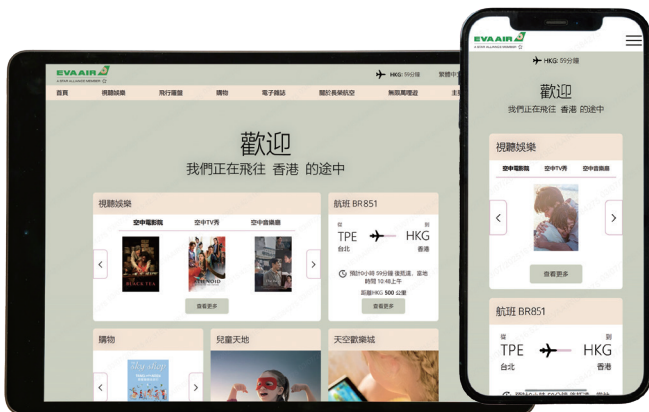 EVA AIR
A STAR ALLIANCE MEMBER
HKG: 59分鐘
繁體中文
首頁 視聽娛樂 飛行羅盤 購物 電子雜誌 關於長榮航空 無限萬哩遊
歡迎
我們正在飛往 香港 的途中
視聽娛樂
空中電影院 空中TV秀 空中音樂廳
BLACK TEA
查看更多
航班 BR851
從 到
TPE HKG
台北 香港
預計0小時 59分鐘 後抵達，當地
時間 10:48上午
距離HKG 500 公里
查看更多
購物
Sky shop
兒童天地
天空歡樂城
EVA AIR
A STAR ALLIANCE MEMBER
HKG: 59分鐘
歡迎
我們正在飛往 香港 的途中
視聽娛樂
空中電影院 空中TV秀 空中音樂廳
查看更多
航班 BR851
從 到
TPE HKG
台北 香港